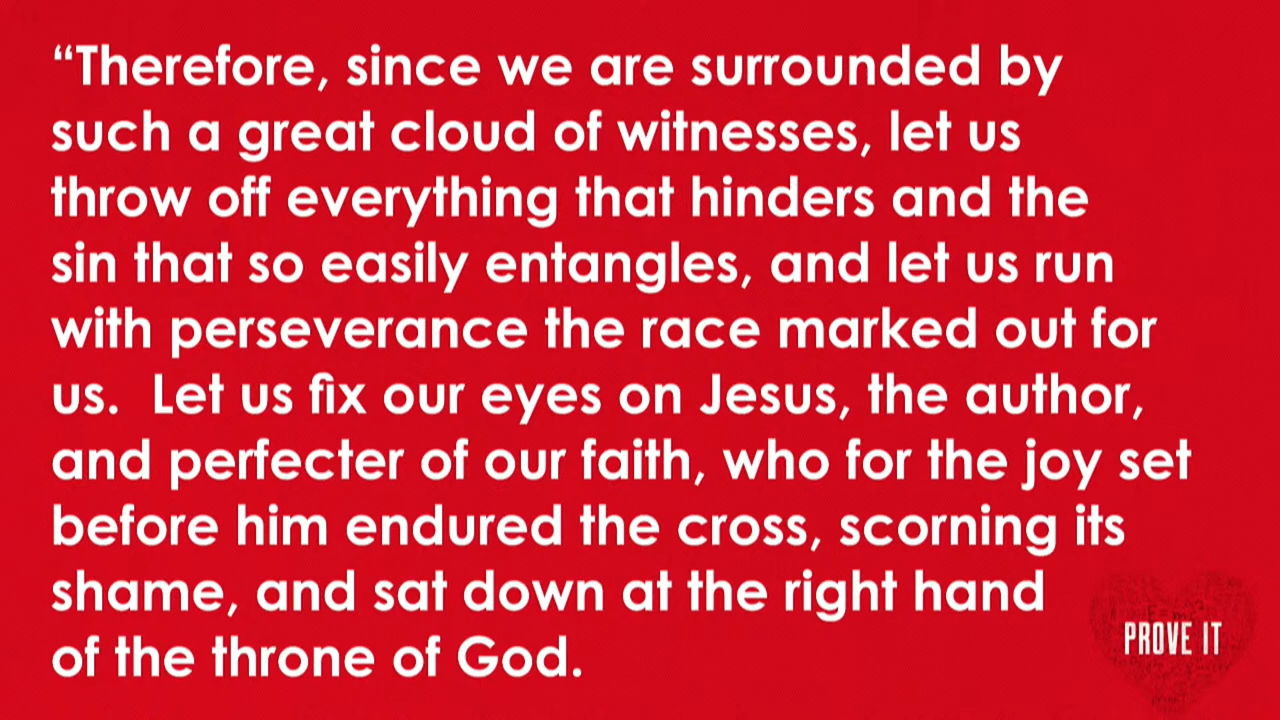 “Therefore, since we are surrounded by
such a great cloud of witnesses, let us
throw off everything that hinders and the
sin that so easily entangles, and let us run
with perseverance the race marked out for
us.  Let us fix our eyes on Jesus, the author,
and perfecter of our faith, who for the joy set
before him endured the cross, scorning its
shame, and sat down at the right hand
of the throne of God.
PROVE IT